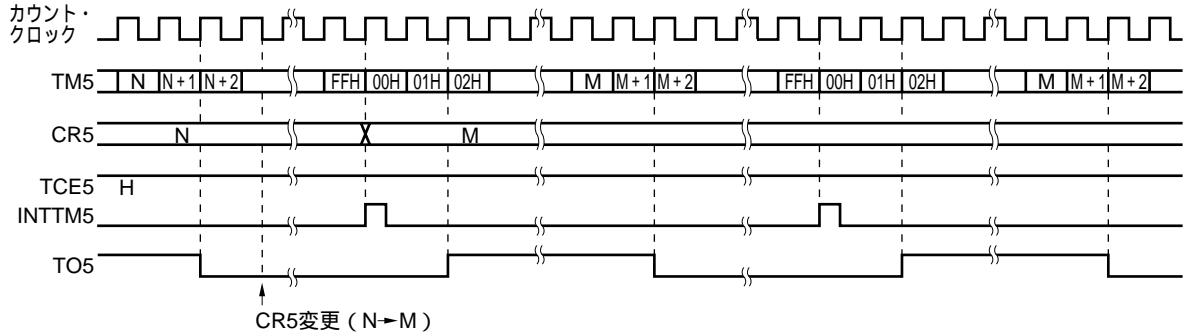 カウント・
クロック
TM5 N N+1 N+2 FFH 00H 01H 02H M M+1 M+2 FFH 00H 01H 02H M M+1 M+2
CR5 N M
TCE5 H
INTTM5
TO5
CR5変更（N→M）